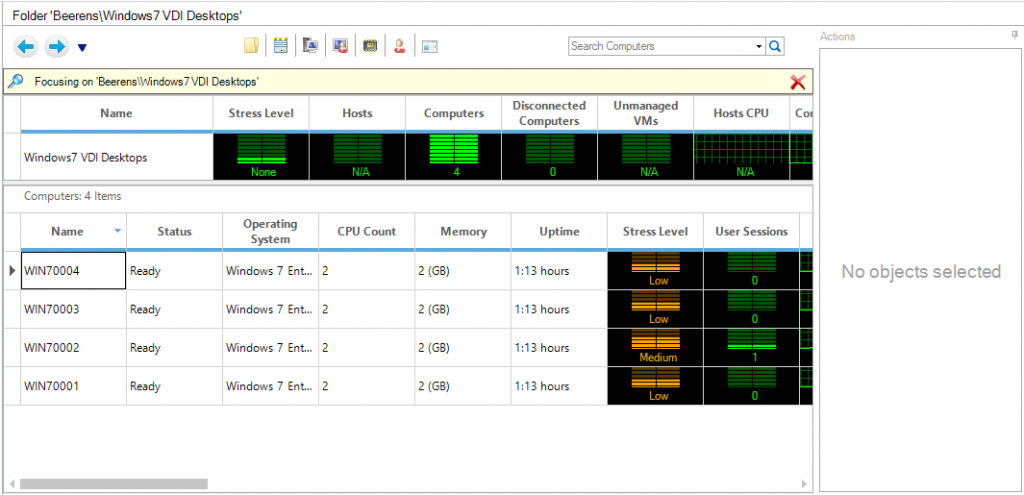 Folder 'Beerens\Windows7 VDI Desktops'
Actions
Search Computers
Focusing on 'Beerens\Windows7 VDI Desktops'
Name Stress Level Hosts Computers Disconnected Computers Unmanaged VMs Hosts CPU Cor
Windows7 VDI Desktops None N/A 4 0 N/A N/A
Computers: 4 Items
Name Status Operating System CPU Count Memory Uptime Stress Level User Sessions
WIN70004 Ready Windows 7 Ent... 2 2 (GB) 1:13 hours Low 0
WIN70003 Ready Windows 7 Ent... 2 2 (GB) 1:13 hours Low 0
WIN70002 Ready Windows 7 Ent... 2 2 (GB) 1:13 hours Medium 1
WIN70001 Ready Windows 7 Ent... 2 2 (GB) 1:13 hours Low 0
No objects selected